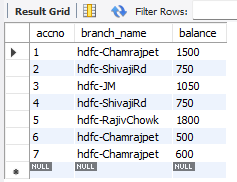 Result Grid Filter Rows:
accno branch_name balance
1 hdfc-Chamrajpet 1500
2 hdfc-ShivajiRd 750
3 hdfc-JM 1050
4 hdfc-ShivajiRd 750
5 hdfc-RajivChowk 1800
6 hdfc-Chamrajpet 500
7 hdfc-Chamrajpet 600
NULL NULL NULL